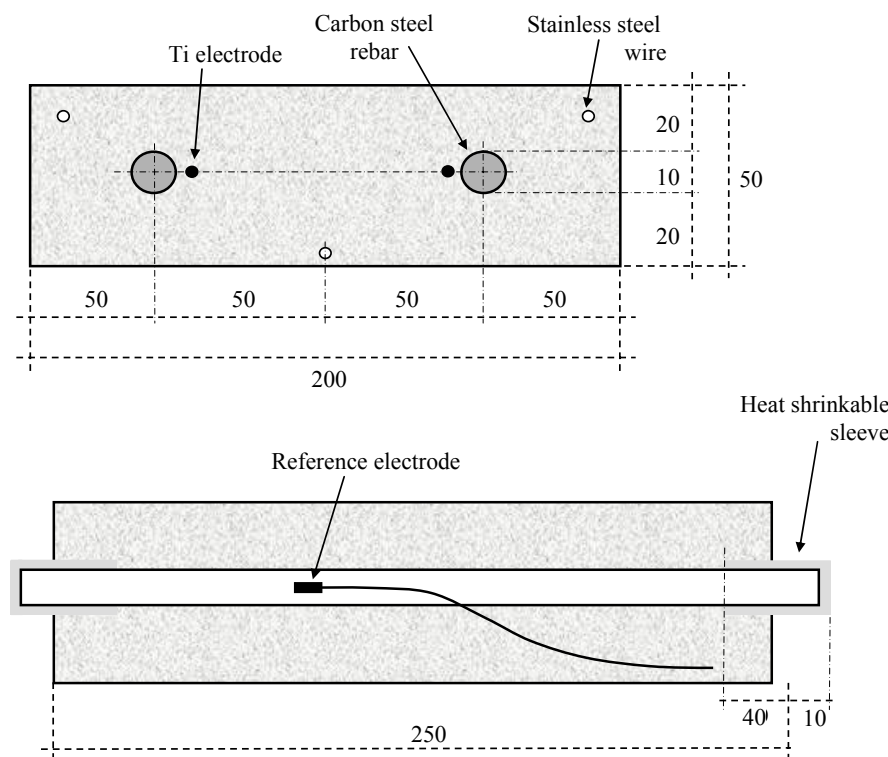 Ti electrode
Carbon steel
rebar
Stainless steel
wire
20
10
50
20
50
50
50
50
200
Heat shrinkable
sleeve
Reference electrode
40
10
250